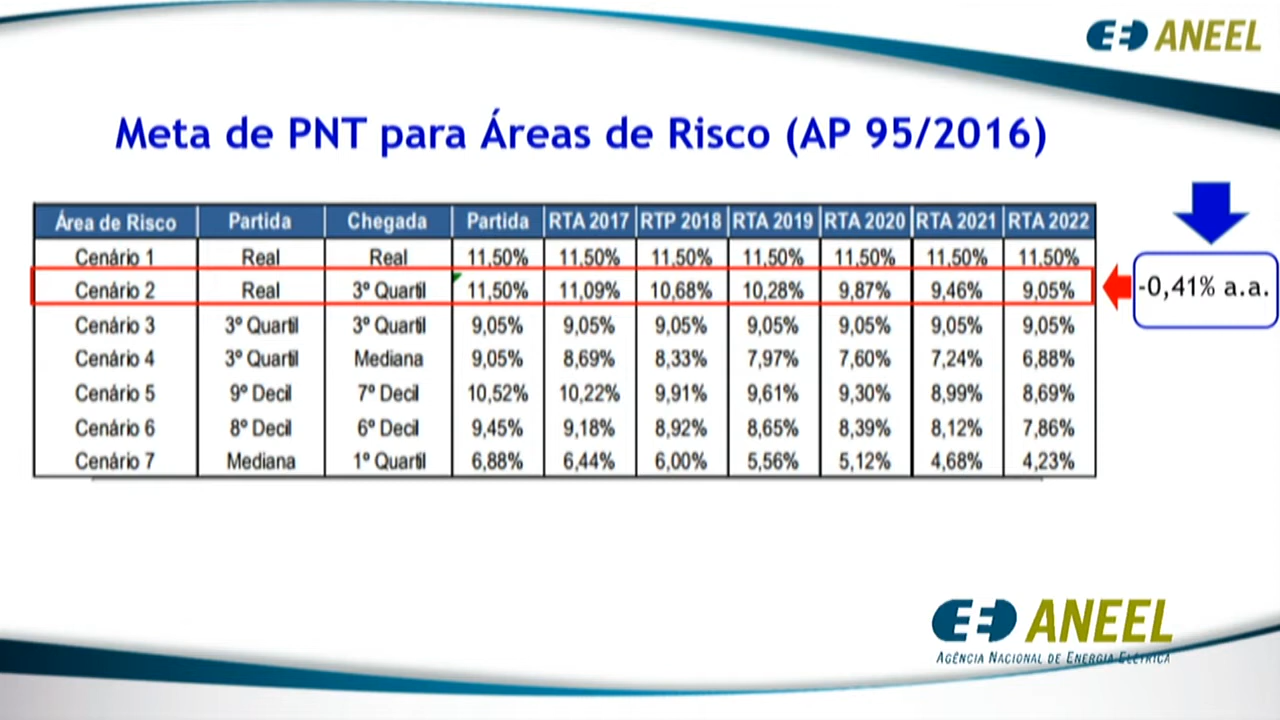 ANEEL
Meta de PNT para Áreas de Risco (AP 95/2016)
Área de Risco Partida Chegada Partida RTA 2017 RTP 2018 RTA 2019 RTA 2020 RTA 2021 RTA 2022
Cenário 1 Real Real 11,50% 11,50% 11,50% 11,50% 11,50% 11,50% 11,50%
Cenário 2 Real 3º Quartil 11,50% 11,09% 10,68% 10,28% 9,87% 9,46% 9,05%
-0,41% a.a.
Cenário 3 3º Quartil 3º Quartil 9,05% 9,05% 9,05% 9,05% 9,05% 9,05% 9,05%
Cenário 4 3º Quartil Mediana 9,05% 8,69% 8,33% 7,97% 7,60% 7,24% 6,88%
Cenário 5 9º Decil 7º Decil 10,52% 10,22% 9,91% 9,61% 9,30% 8,99% 8,69%
Cenário 6 8º Decil 6º Decil 9,45% 9,18% 8,92% 8,65% 8,39% 8,12% 7,86%
Cenário 7 Mediana 1º Quartil 6,88% 6,44% 6,00% 5,56% 5,12% 4,68% 4,23%
ANEEL
Agência Nacional de Energia Elétrica